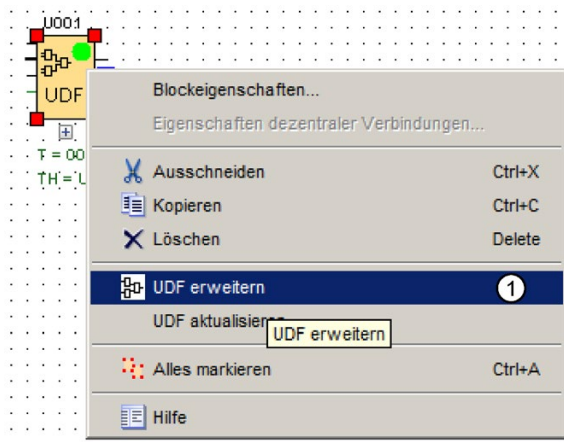 U001
UDF
T = 00
TH = U
Blockeigenschaften...
Eigenschaften dezentraler Verbindungen...
Ausschneiden Ctrl+X
Kopieren Ctrl+C
Löschen Delete
UDF erweitern 1
UDF aktualisieren
UDF erweitern
Alles markieren Ctrl+A
Hilfe